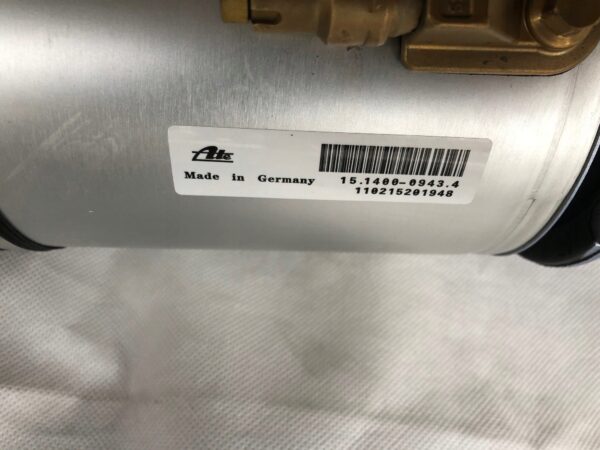 Ate
Made in Germany
15.1400-0943.4
110215201948